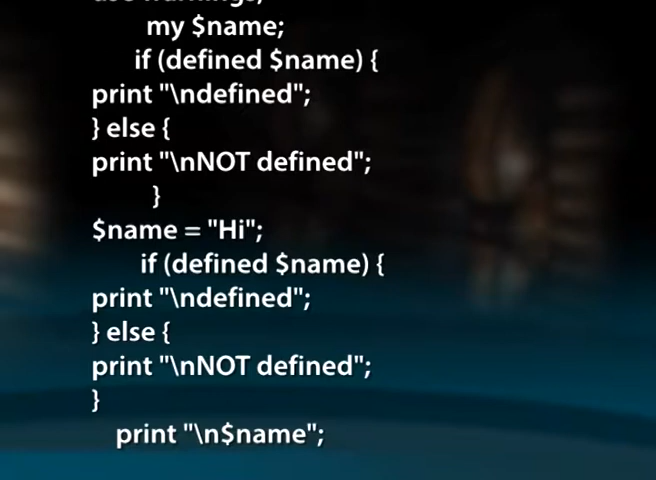 my $name;
if (defined $name) {
print "\ndefined";
} else {
print "\nNOT defined";
}
$name = "Hi";
if (defined $name) {
print "\ndefined";
} else {
print "\nNOT defined";
}
print "\n$name";